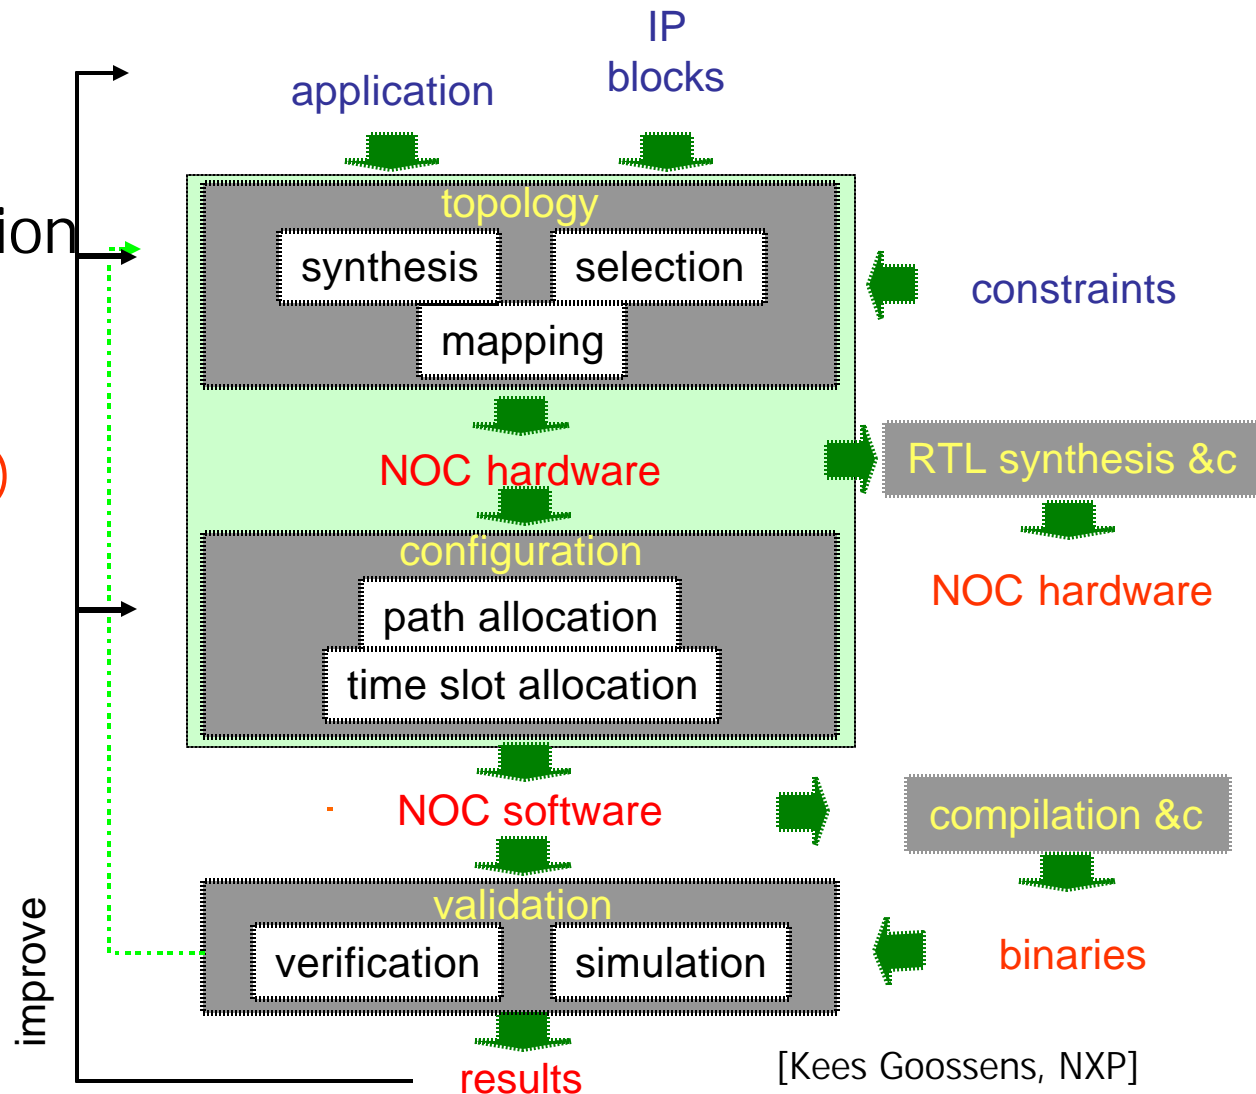 IP
blocks
application
topology
ion
synthesis
selection
constraints
mapping
)
NOC hardware
RTL synthesis &c
configuration
NOC hardware
path allocation
time slot allocation
- NOC software
compilation &c
validation
verification
simulation
binaries
improve
results
[Kees Goossens, NXP]